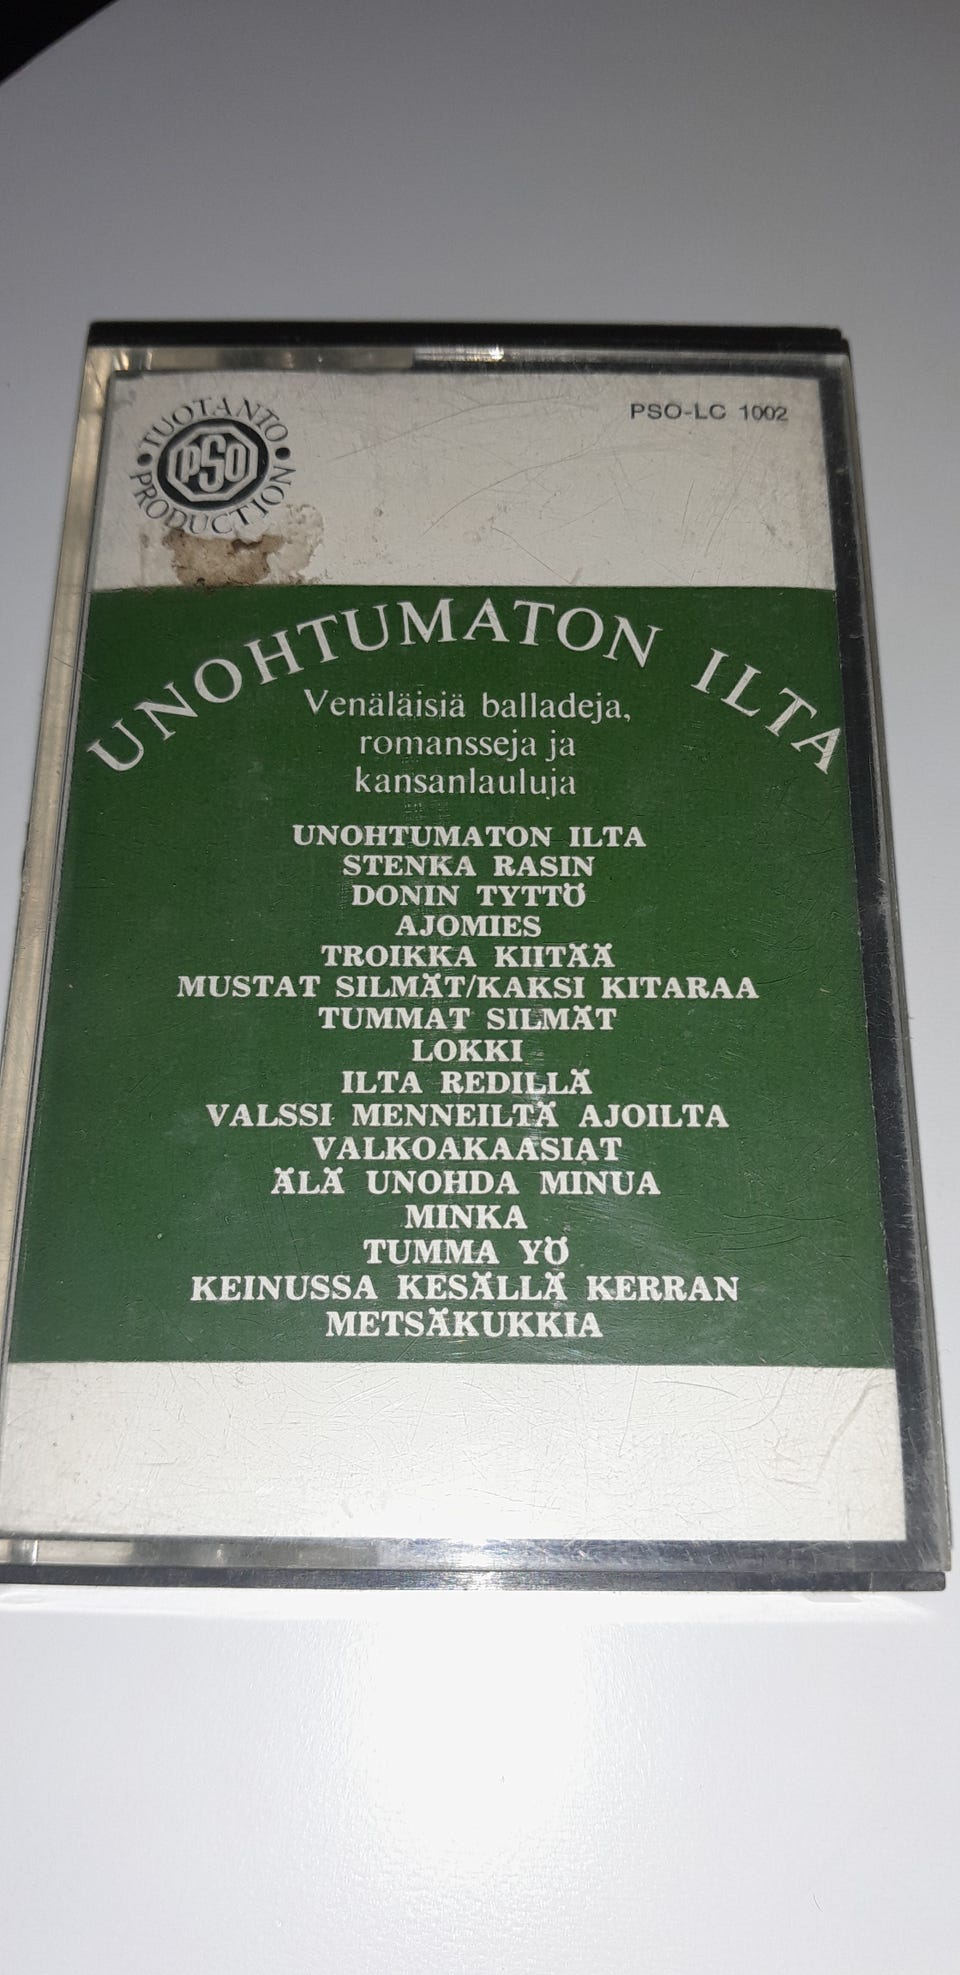 TUOTANTO
PSO
PRODUCTION
PSO-LC 1002
UNOHTUMATON ILTA
Venäläisiä balladeja,
romansseja ja
kansanlauluja
UNOHTUMATON ILTA
STENKA RASIN
DONIN TYTTÖ
AJOMIES
TROIKKA KIITÄÄ
MUSTAT SILMÄT/KAKSI KITARAA
TUMMAT SILMÄT
LOKKI
ILTA REDILLÄ
VALSSI MENNEILTÄ AJOILTA
VALKOAKAASIAT
ÄLÄ UNOHDA MINUA
MINKA
TUMMA YÖ
KEINUSSA KESÄLLÄ KERRAN
METSÄKUKKIA